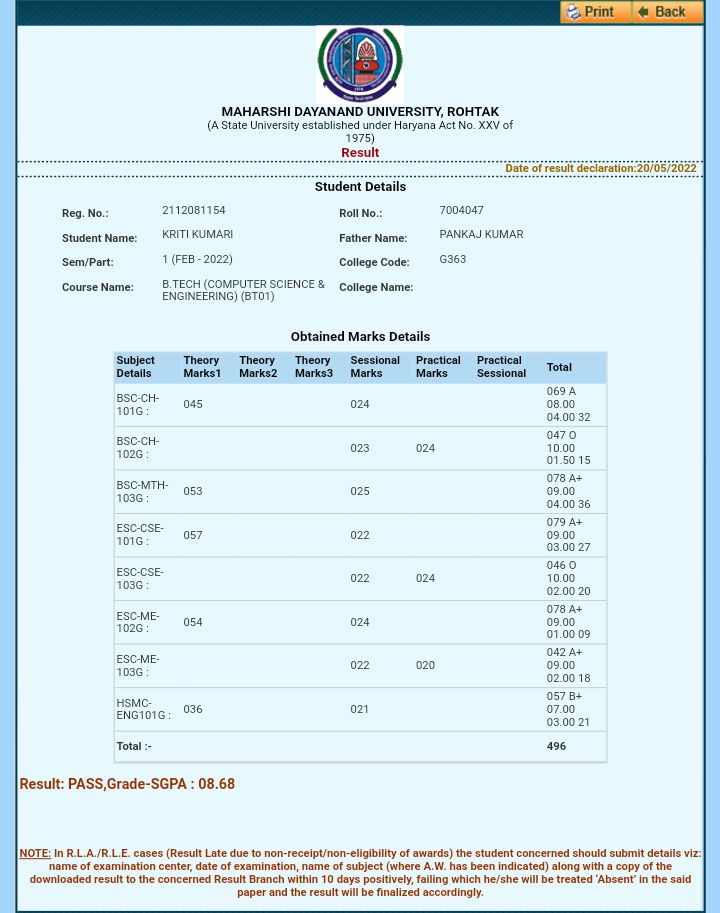 Print Back
MAHARSHI DAYANAND UNIVERSITY, ROHTAK
(A State University established under Haryana Act No. XXV of
1975)
Result
Date of result declaration:20/05/2022
Student Details
Reg. No.: 2112081154 Roll No.: 7004047
Student Name: KRITI KUMARI Father Name: PANKAJ KUMAR
Sem/Part: 1 (FEB - 2022) College Code: G363
Course Name: B.TECH (COMPUTER SCIENCE & College Name:
ENGINEERING) (BT01)
Obtained Marks Details
Subject Theory Theory Theory Sessional Practical Practical Total
Details Marks1 Marks2 Marks3 Marks Marks Sessional
BSC-CH- 045 024 069 A
101G : 08.00
04.00 32
BSC-CH- 023 024 047 O
102G : 10.00
01.50 15
BSC-MTH- 053 025 078 A+
103G : 09.00
04.00 36
ESC-CSE- 057 022 079 A+
101G : 09.00
03.00 27
ESC-CSE- 022 024 046 O
103G : 10.00
02.00 20
ESC-ME- 054 024 078 A+
102G : 09.00
01.00 09
ESC-ME- 022 020 042 A+
103G : 09.00
02.00 18
HSMC- 036 021 057 B+
ENG101G : 07.00
03.00 21
Total :- 496
Result: PASS,Grade-SGPA : 08.68
NOTE: In R.L.A./R.L.E. cases (Result Late due to non-receipt/non-eligibility of awards) the student concerned should submit details viz:
name of examination center, date of examination, name of subject (where A.W. has been indicated) along with a copy of the
downloaded result to the concerned Result Branch within 10 days positively, failing which he/she will be treated ‘Absent’ in the said
paper and the result will be finalized accordingly.